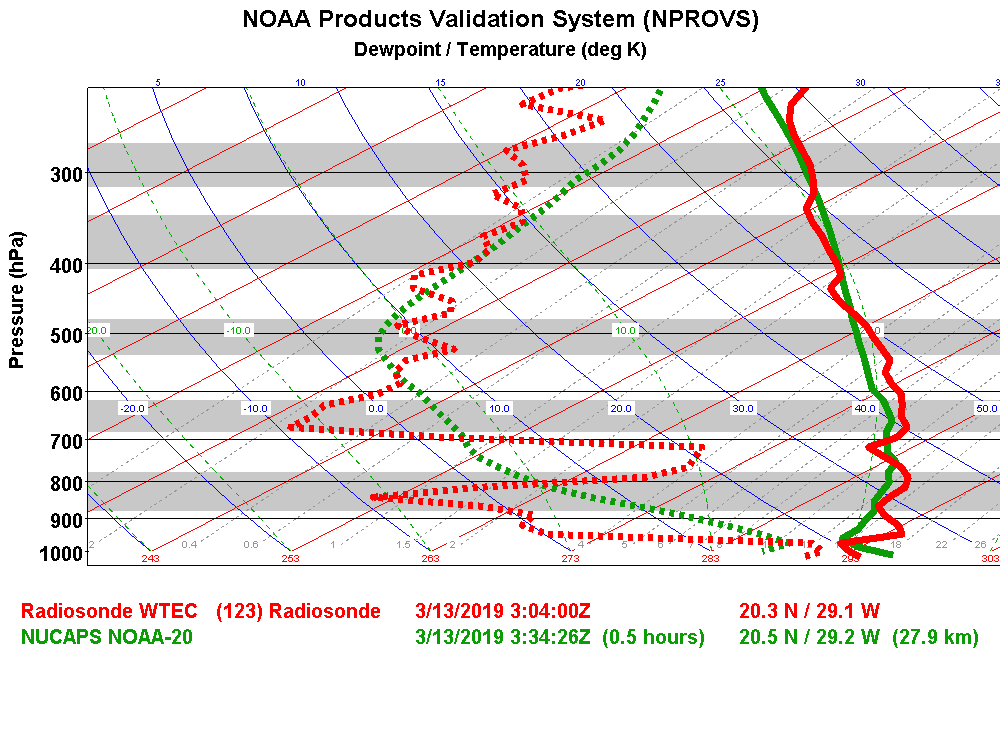 NOAA Products Validation System (NPROVS)
Dewpoint / Temperature (deg K)
5 10 15 20 25 30
300
400
Pressure (hPa)
20.0 -10.0 10.0
500
600
-20.0 -10.0 0.0 10.0 20.0 30.0 40.0 50.0
700
800
900
2 0.4 0.6 1 1.5 2 4 5 6 18 22 26
1000
243 253 263 273 283 293 303
Radiosonde WTEC (123) Radiosonde 3/13/2019 3:04:00Z 20.3 N / 29.1 W
NUCAPS NOAA-20 3/13/2019 3:34:26Z (0.5 hours) 20.5 N / 29.2 W (27.9 km)